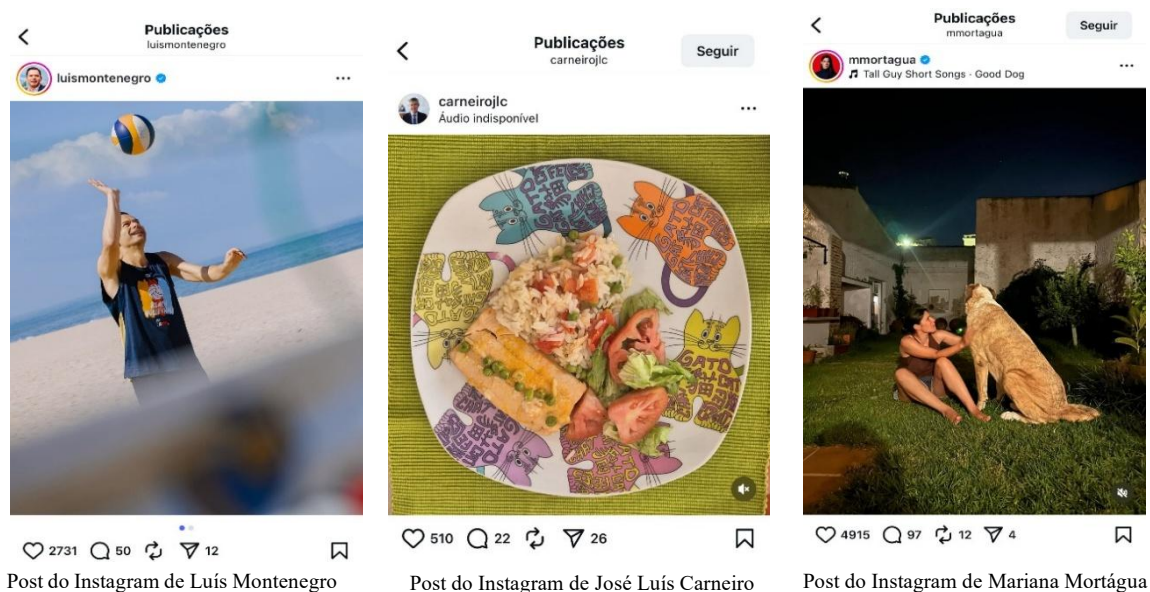 Publicações
luismontenegro
luismontenegro
2731 50 12
Post do Instagram de Luís Montenegro
Publicações
carneirojlc
Seguir
carneirojlc
Áudio indisponível
GATO
GATO
510 22 26
Post do Instagram de José Luís Carneiro
Publicações
mmortagua
Seguir
mmortagua
Tall Guy Short Songs · Good Dog
4915 97 12 4
Post do Instagram de Mariana Mortágua